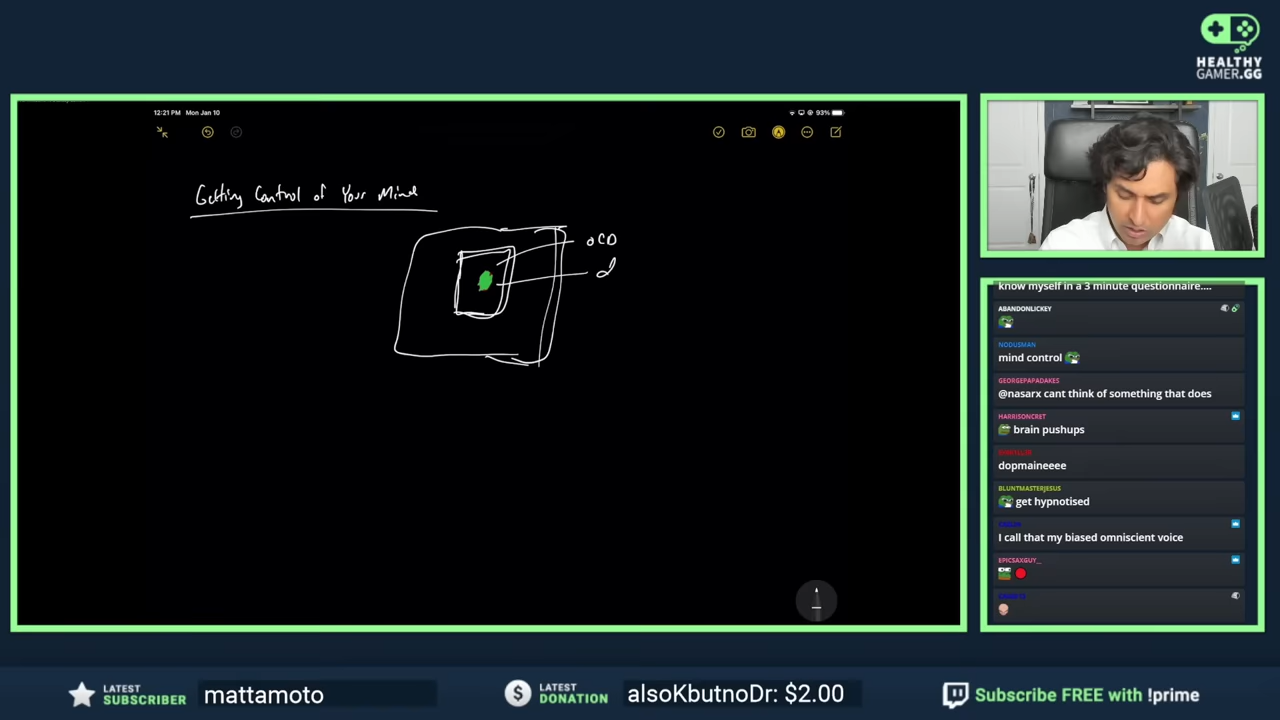 HEALTHY
GAMER.GG
12:21 PM Mon Jan 10
93%
Getting Control of Your Mind
OCD
d
know myself in a 3 minute questionnaire....
ABANDONLICKEY
NODUSMAN
mind control
GEORGEPAPADAKES
@nasarx cant think of something that does
HARRISONCRET
brain pushups
dopmaineeee
BLUNTMASTERJESUS
get hypnotised
I call that my biased omniscient voice
EPICSAXGUY__
LATEST
SUBSCRIBER
mattamoto
LATEST
DONATION
alsoKbutnoDr: $2.00
Subscribe FREE with !prime